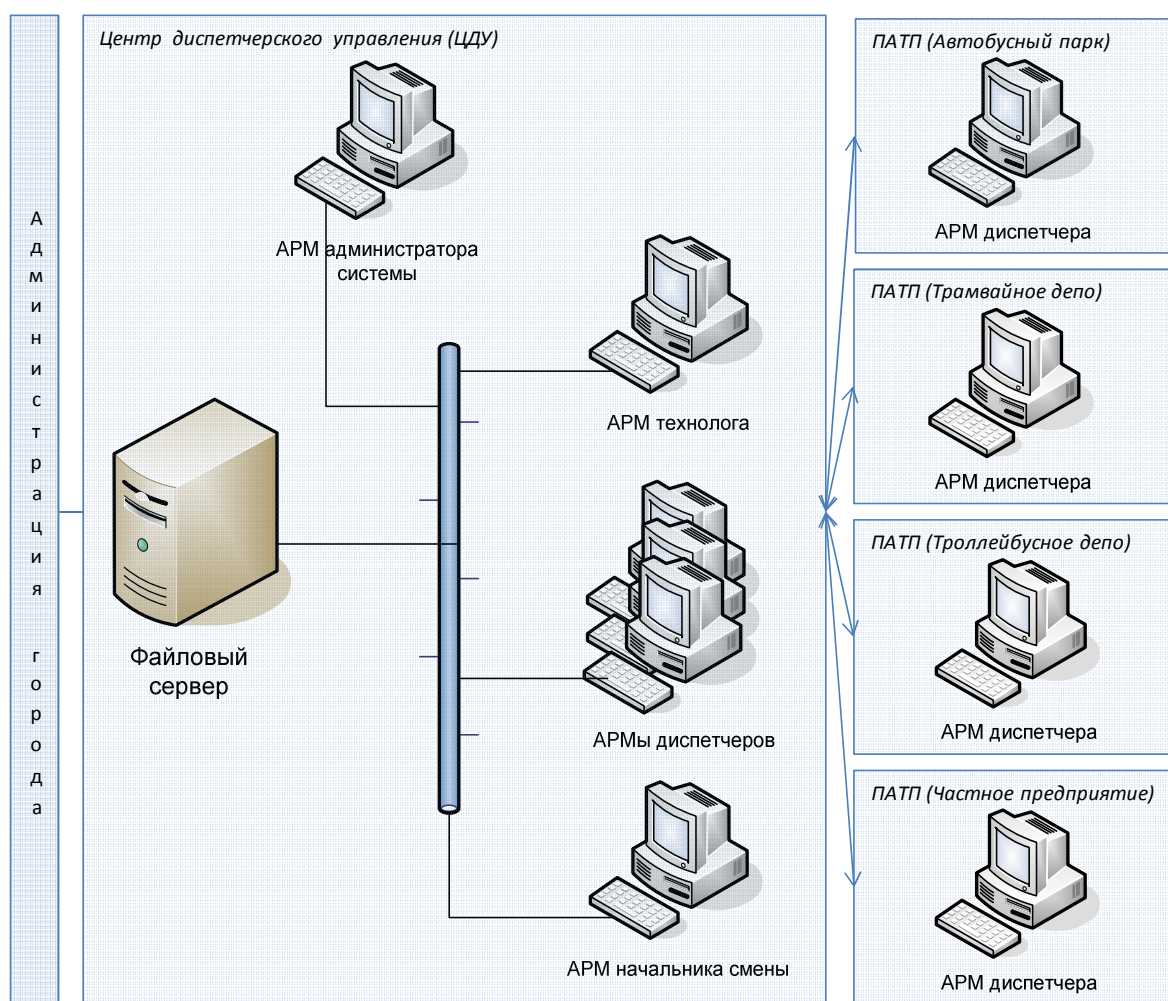 Администрация города
Центр диспетчерского управления (ЦДУ)
АРМ администратора
системы
АРМ технолога
Файловый
сервер
АРМы диспетчеров
АРМ начальника смены
ПАТП (Автобусный парк)
АРМ диспетчера
ПАТП (Трамвайное депо)
АРМ диспетчера
ПАТП (Троллейбусное депо)
АРМ диспетчера
ПАТП (Частное предприятие)
АРМ диспетчера